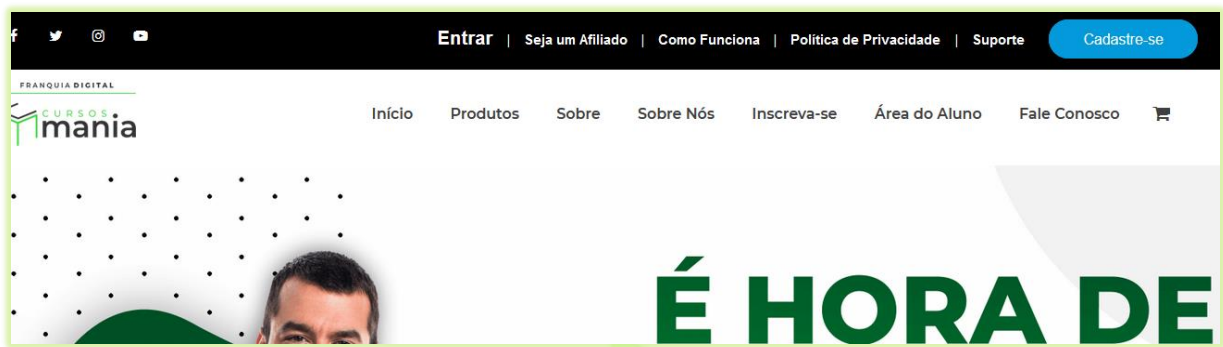 Entrar | Seja um Afiliado | Como Funciona | Política de Privacidade | Suporte Cadastre-se
FRANQUIA DIGITAL
CURSOS
mania
Início Produtos Sobre Sobre Nós Inscreva-se Área do Aluno Fale Conosco
É HORA DE